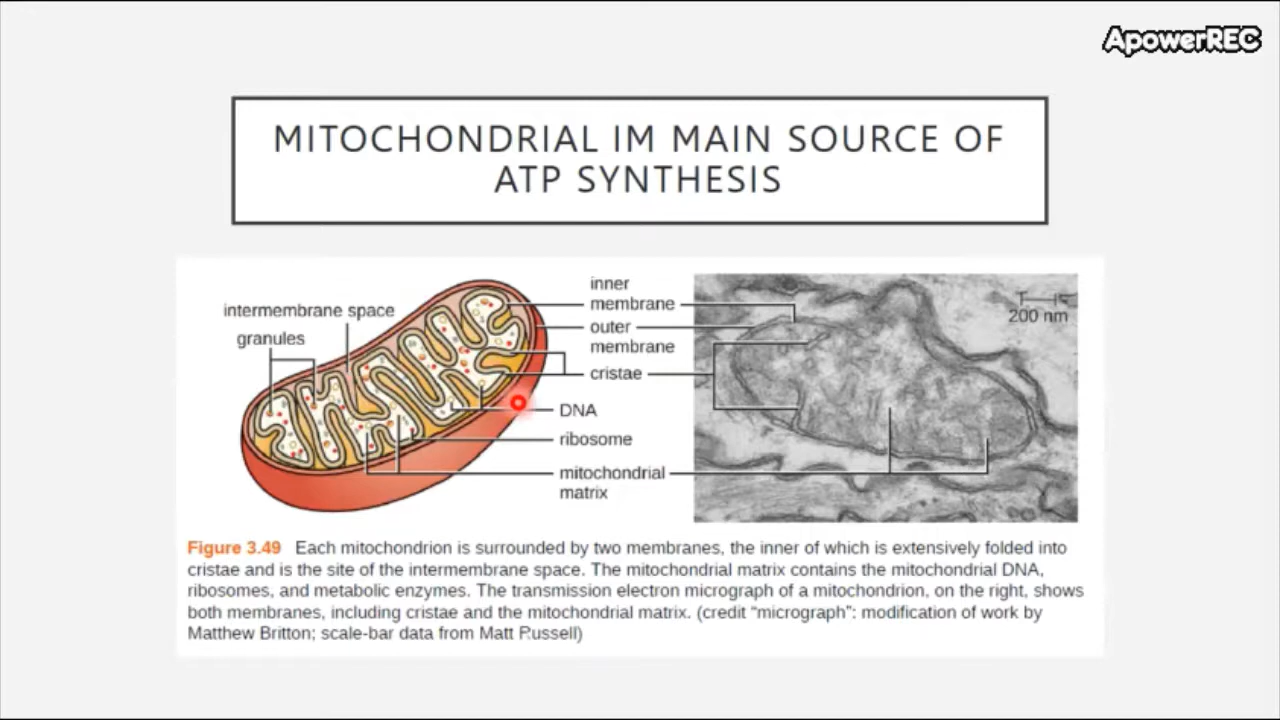 ApowerREC
MITOCHONDRIAL IM MAIN SOURCE OF
ATP SYNTHESIS
intermembrane space
granules
inner
membrane
outer
membrane
cristae
DNA
ribosome
mitochondrial
matrix
200 nm
Figure 3.49 Each mitochondrion is surrounded by two membranes, the inner of which is extensively folded into
cristae and is the site of the intermembrane space. The mitochondrial matrix contains the mitochondrial DNA,
ribosomes, and metabolic enzymes. The transmission electron micrograph of a mitochondrion, on the right, shows
both membranes, including cristae and the mitochondrial matrix. (credit “micrograph”: modification of work by
Matthew Britton; scale-bar data from Matt Russell)